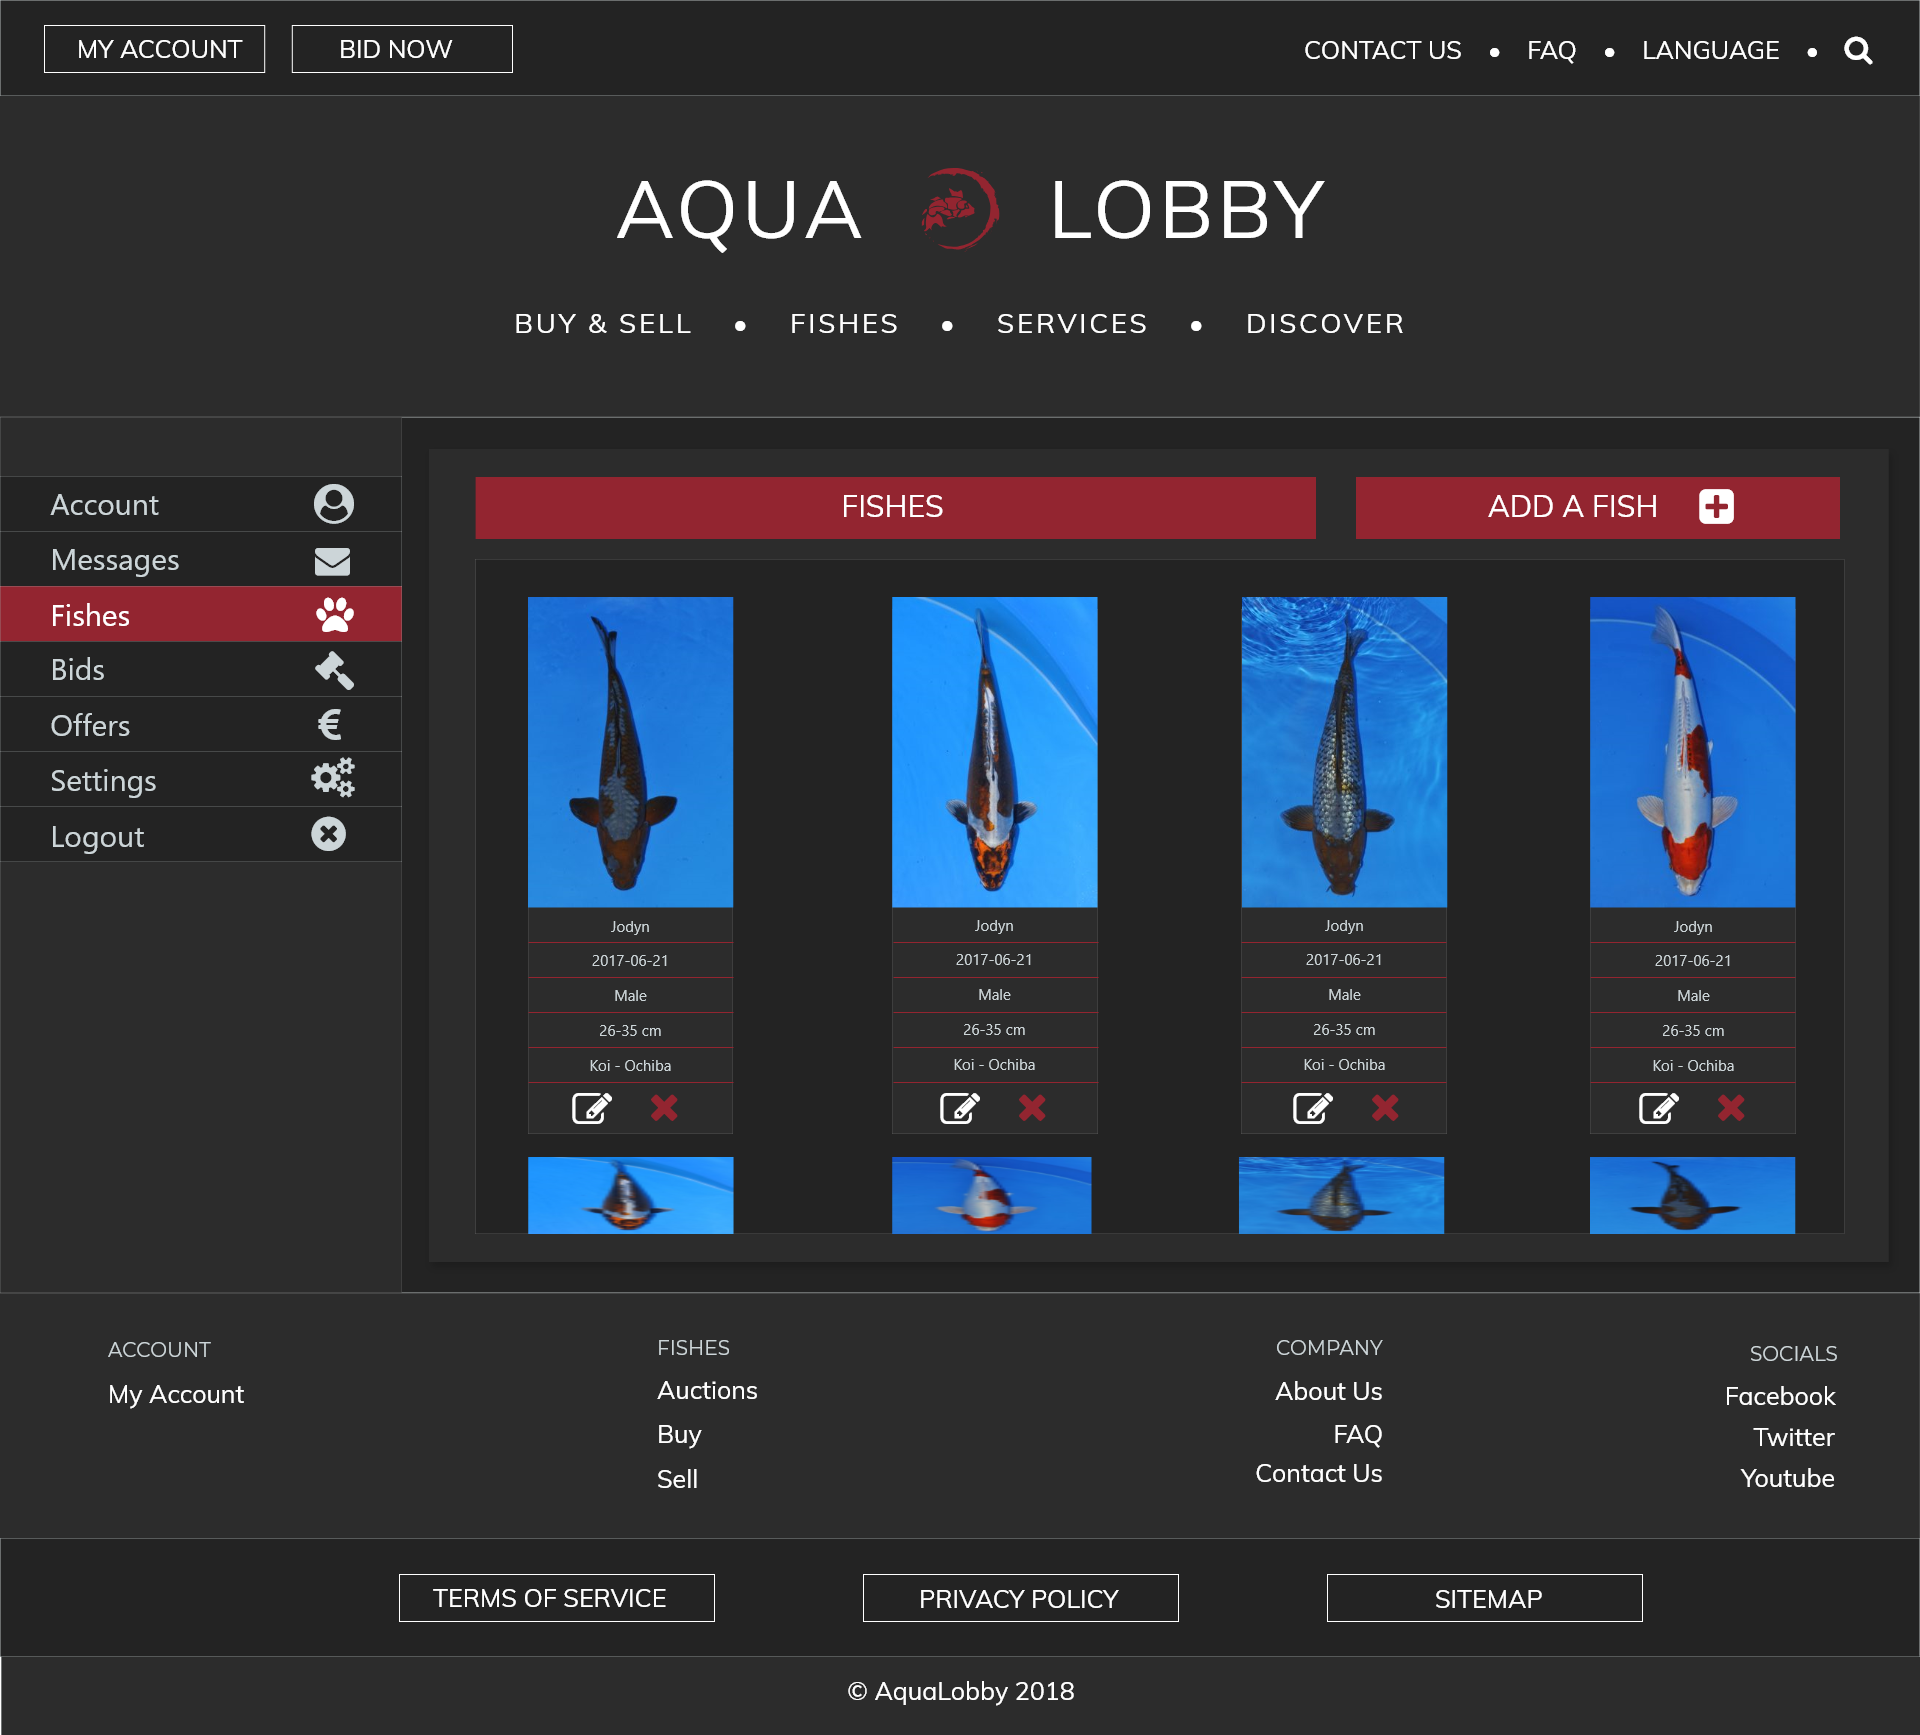 MY ACCOUNT
BID NOW
CONTACT US • FAQ • LANGUAGE •
AQUA LOBBY
BUY & SELL • FISHES • SERVICES • DISCOVER
Account
Messages
Fishes
Bids
Offers
€
Settings
Logout
FISHES
ADD A FISH
Jodyn
2017-06-21
Male
26-35 cm
Koi - Ochiba
Jodyn
2017-06-21
Male
26-35 cm
Koi - Ochiba
Jodyn
2017-06-21
Male
26-35 cm
Koi - Ochiba
Jodyn
2017-06-21
Male
26-35 cm
Koi - Ochiba
ACCOUNT
My Account
FISHES
Auctions
Buy
Sell
COMPANY
About Us
FAQ
Contact Us
SOCIALS
Facebook
Twitter
Youtube
TERMS OF SERVICE
PRIVACY POLICY
SITEMAP
© AquaLobby 2018